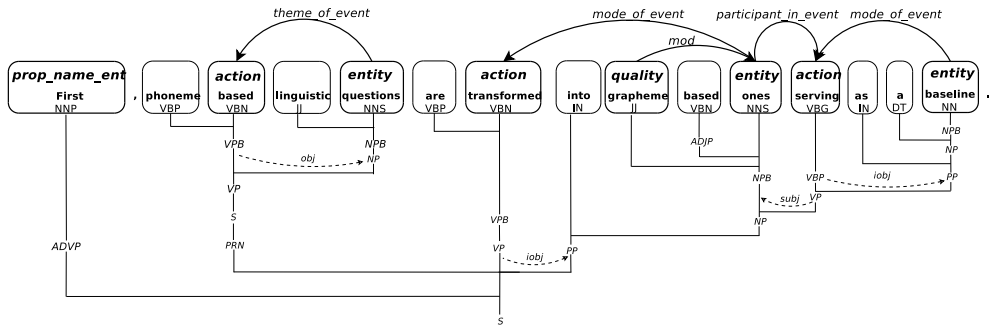 theme_of_event mode_of_event participant_in_event mode_of_event
mod
prop_name_ent action entity action quality entity action entity
First , phoneme based linguistic questions are transformed into grapheme based ones serving as a baseline .
NNP VBP VBN JJ NNS VBP VBN IN JJ VBN NNS VBG IN DT NN
NPB
VPB NPB ADJP NP
obj NP
NPB VBP iobj PP
VP subj VP
S VPB NP
ADVP PRN VP iobj PP
S